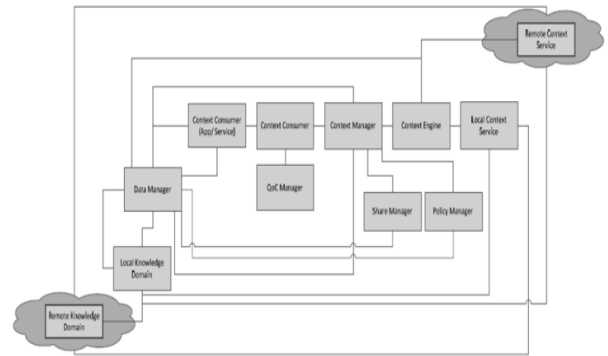 Remote Context
Service
Context Consumer
(App/Service)
Context Consumer
Context Manager
Context Engine
Local Context
Service
Data Manager
QoC Manager
Share Manager
Policy Manager
Local Knowledge
Domain
Remote Knowledge
Domain